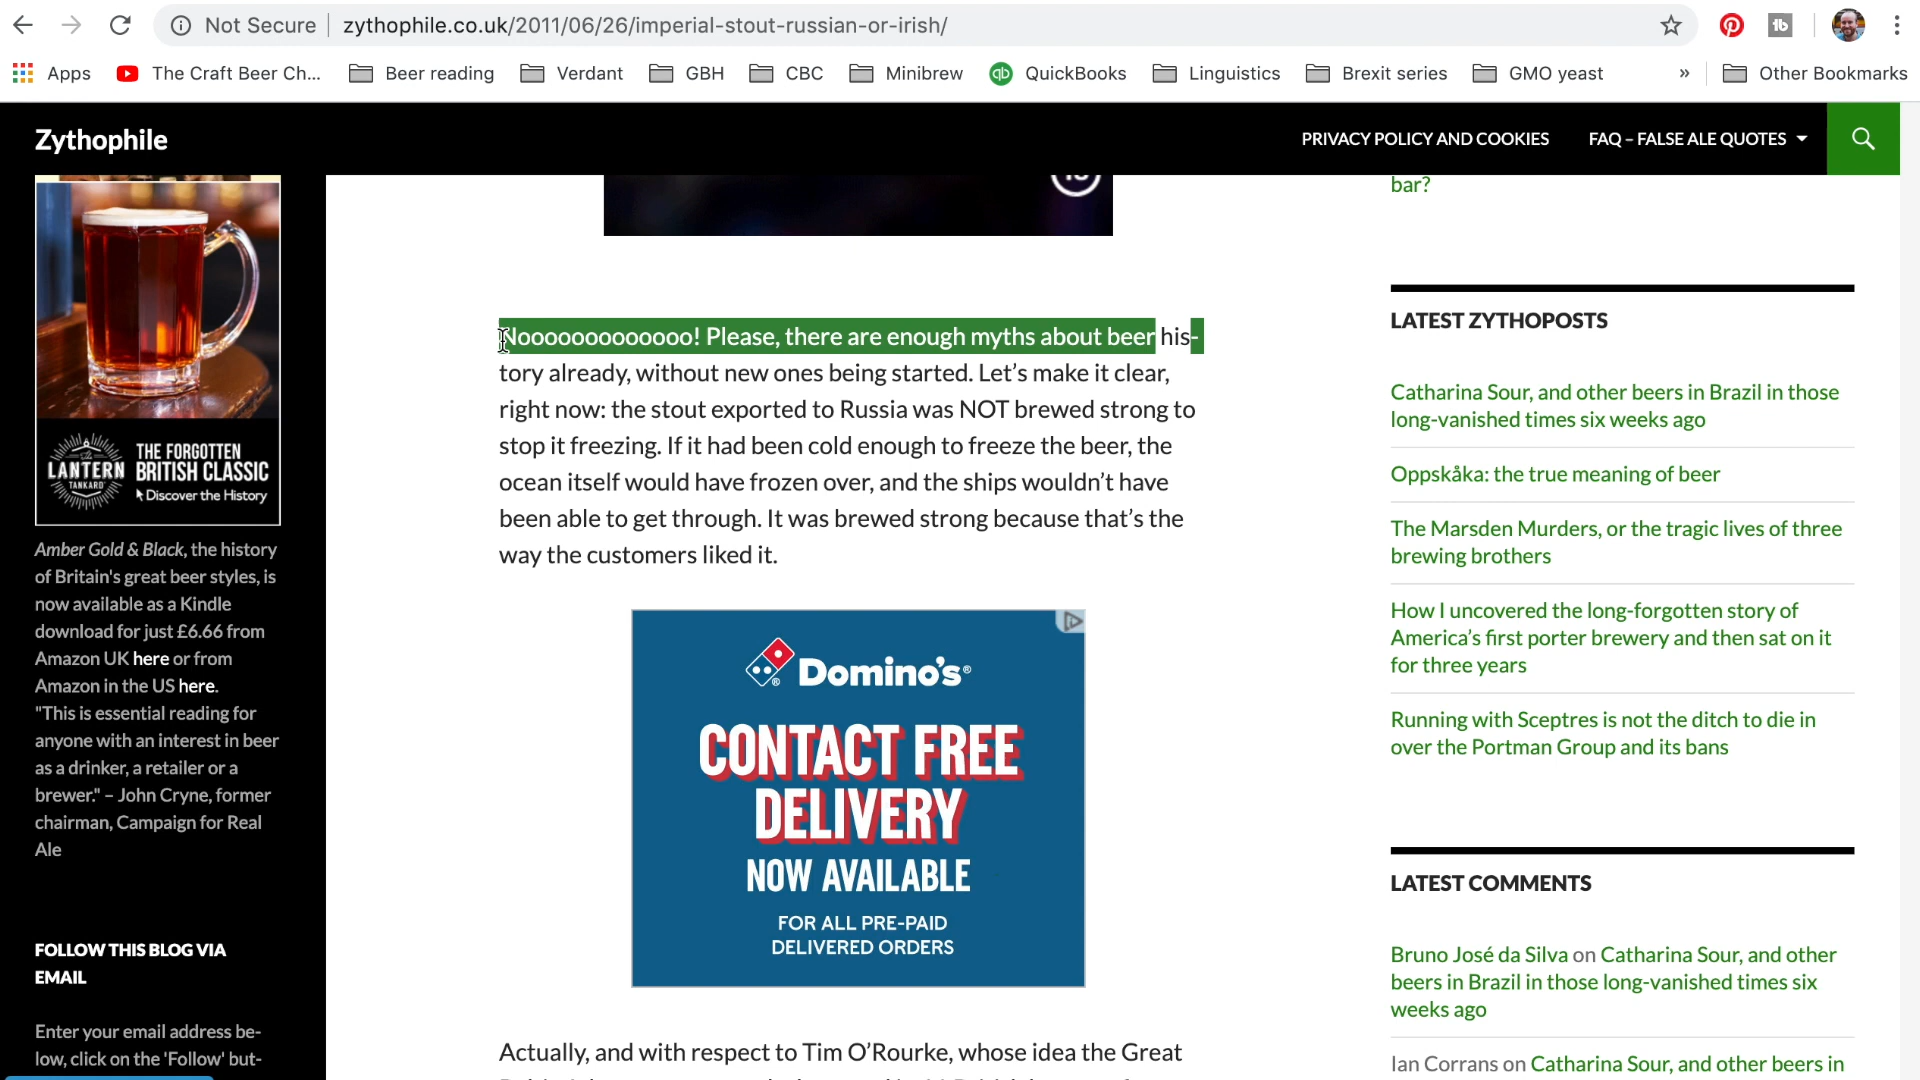 Not Secure zythophile.co.uk/2011/06/26/imperial-stout-russian-or-irish/
Apps The Craft Beer Ch... Beer reading Verdant GBH CBC Minibrew QuickBooks Linguistics Brexit series GMO yeast » Other Bookmarks
Zythophile
PRIVACY POLICY AND COOKIES FAQ – FALSE ALE QUOTES
LANTERN
TANKARD
THE FORGOTTEN
BRITISH CLASSIC
Discover the History
Amber Gold & Black, the history
of Britain's great beer styles, is
now available as a Kindle
download for just £6.66 from
Amazon UK here or from
Amazon in the US here.
"This is essential reading for
anyone with an interest in beer
as a drinker, a retailer or a
brewer." – John Cryne, former
chairman, Campaign for Real
Ale
FOLLOW THIS BLOG VIA
EMAIL
Enter your email address be-
low, click on the 'Follow' but-
Nooooooooooooo! Please, there are enough myths about beer his-
tory already, without new ones being started. Let’s make it clear,
right now: the stout exported to Russia was NOT brewed strong to
stop it freezing. If it had been cold enough to freeze the beer, the
ocean itself would have frozen over, and the ships wouldn’t have
been able to get through. It was brewed strong because that’s the
way the customers liked it.
Domino's®
CONTACT FREE
DELIVERY
NOW AVAILABLE
FOR ALL PRE-PAID
DELIVERED ORDERS
Actually, and with respect to Tim O’Rourke, whose idea the Great
bar?
LATEST ZYTHOPOSTS
Catharina Sour, and other beers in Brazil in those
long-vanished times six weeks ago
Oppskåka: the true meaning of beer
The Marsden Murders, or the tragic lives of three
brewing brothers
How I uncovered the long-forgotten story of
America’s first porter brewery and then sat on it
for three years
Running with Sceptres is not the ditch to die in
over the Portman Group and its bans
LATEST COMMENTS
Bruno José da Silva on Catharina Sour, and other
beers in Brazil in those long-vanished times six
weeks ago
Ian Corrans on Catharina Sour, and other beers in